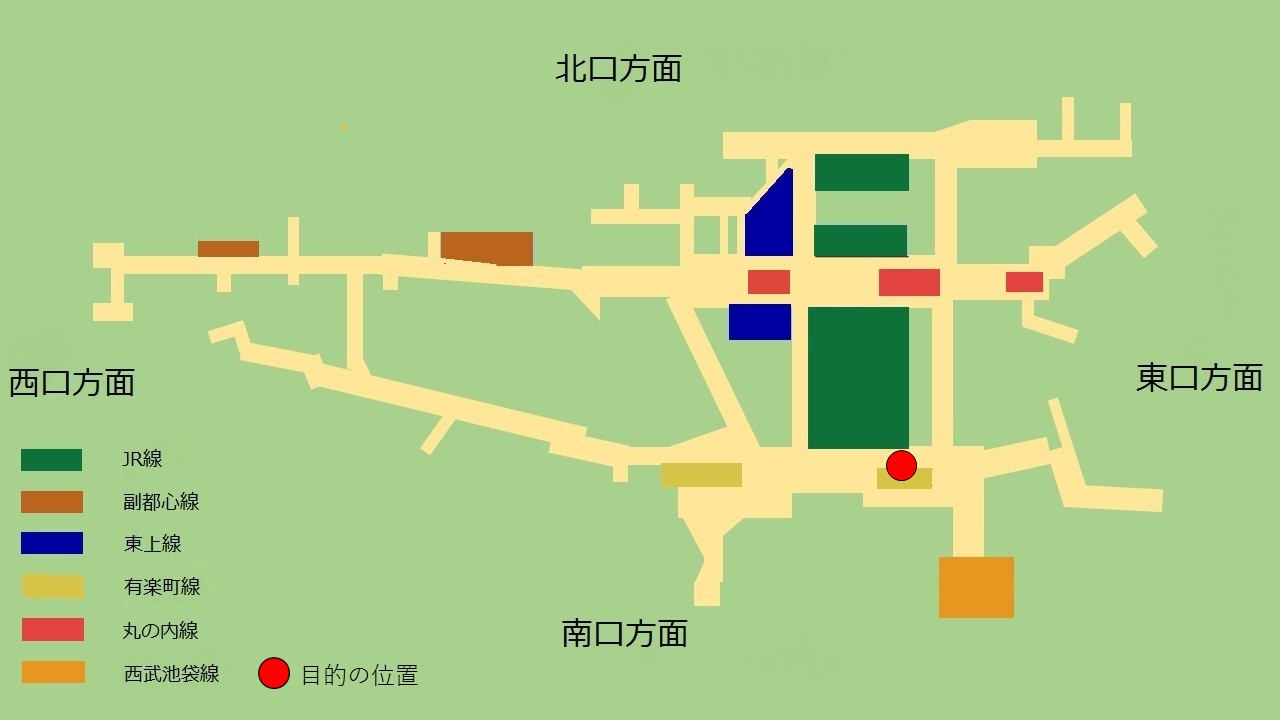 北口方面
西口方面
東口方面
JR線
副都心線
東上線
有楽町線
丸の内線
西武池袋線
目的の位置
南口方面